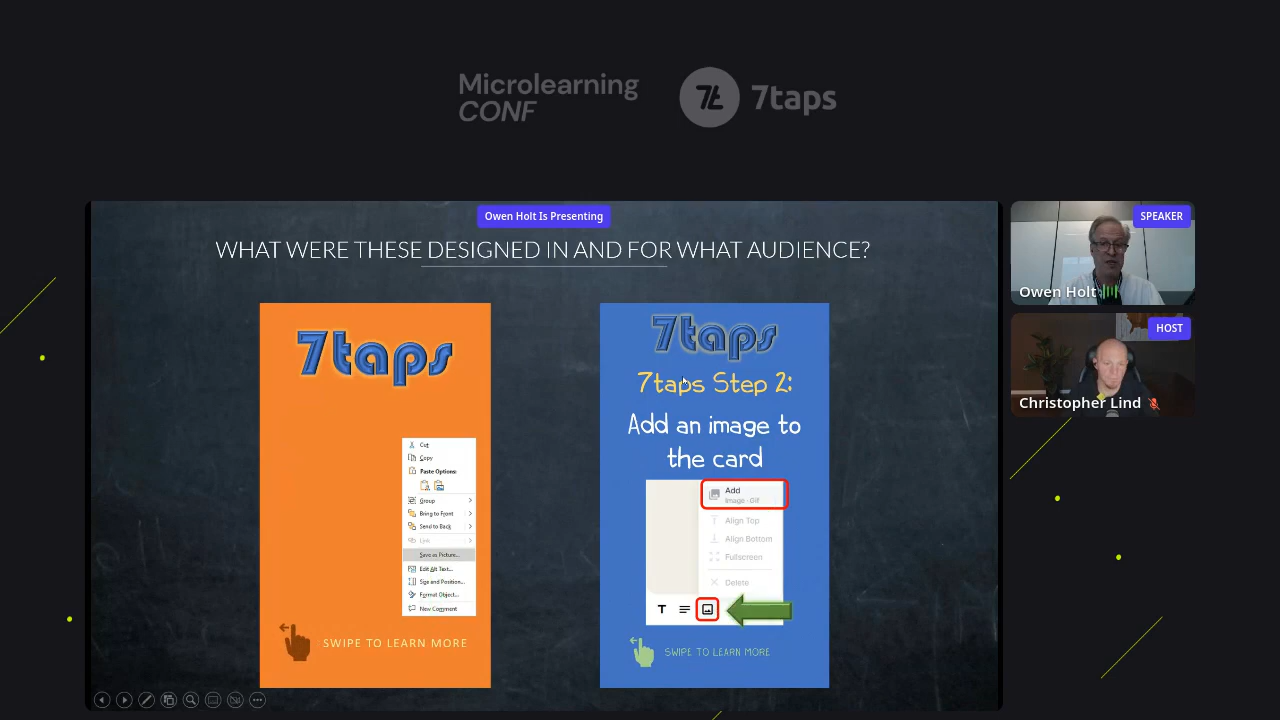 Microlearning
CONF
7taps
Owen Holt Is Presenting
WHAT WERE THESE DESIGNED IN AND FOR WHAT AUDIENCE?
7taps
Cut
Copy
Paste Options:
Group
Bring to Front
Send to Back
Link
Save as Picture...
Edit Alt Text...
Size and Position...
Format Object...
New Comment
SWIPE TO LEARN MORE
7taps
7taps Step 2:
Add an image to
the card
Add
Image · Gif
Align Top
Align Bottom
Fullscreen
Delete
T
SWIPE TO LEARN MORE
SPEAKER
Owen Holt
HOST
Christopher Lind